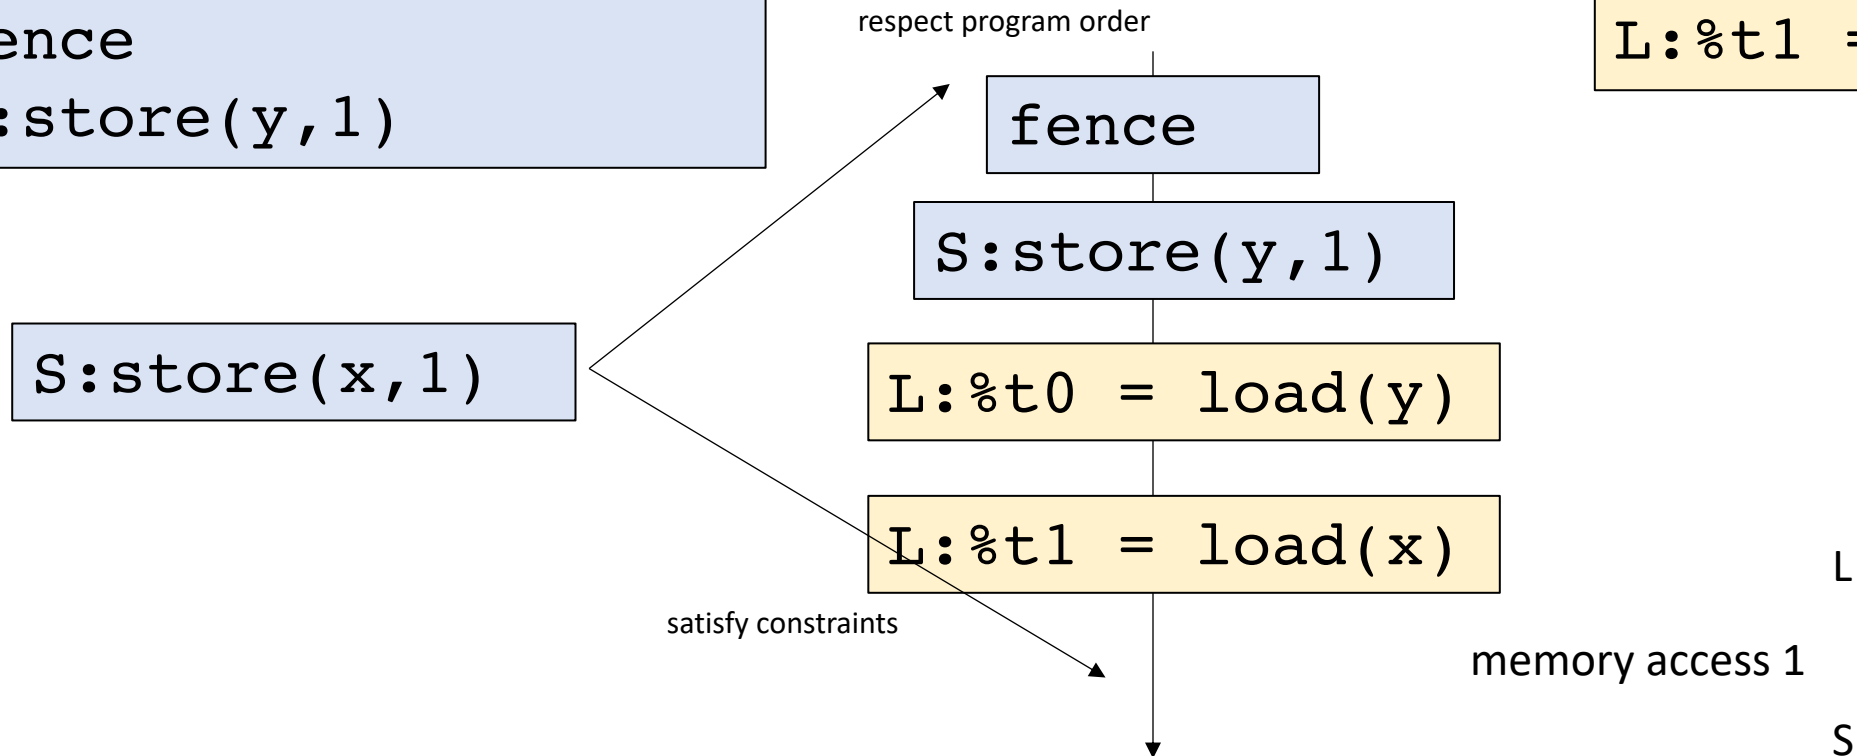 ence
:store(y,1)
respect program order
L:%t1 =
fence
S:store(y,1)
S:store(x,1)
L:%t0 = load(y)
L:%t1 = load(x)
L
satisfy constraints
memory access 1
S